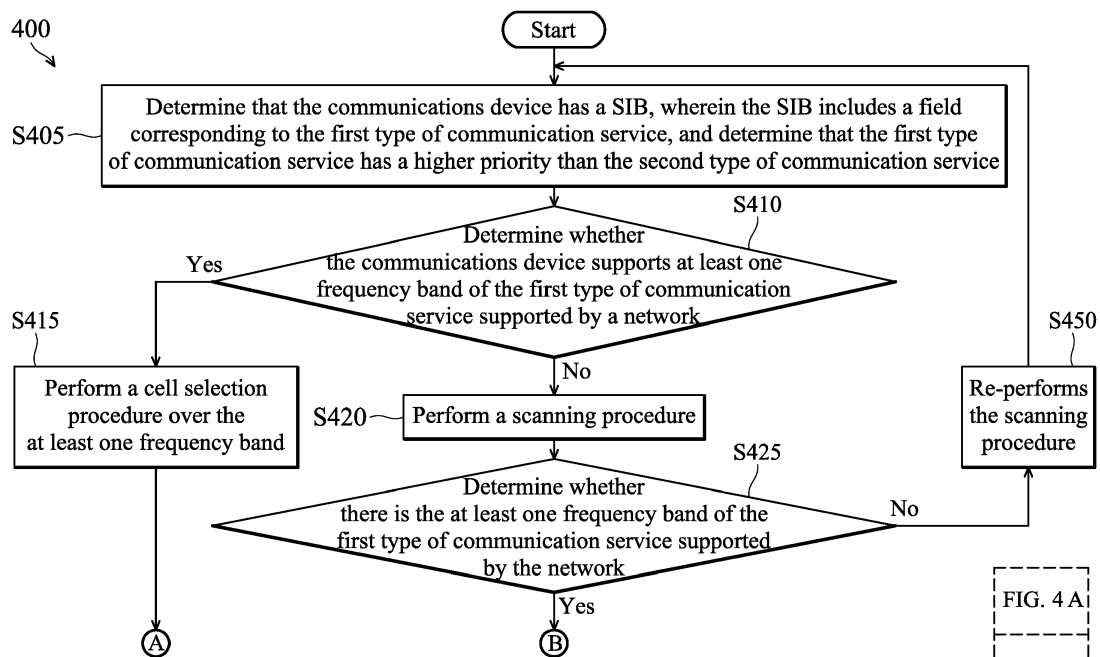 400
Start
S405
Determine that the communications device has a SIB, wherein the SIB includes a field
corresponding to the first type of communication service, and determine that the first type
of communication service has a higher priority than the second type of communication service
S410
Determine whether
the communications device supports at least one
frequency band of the first type of communication
service supported by a network
Yes
No
S415
Perform a cell selection
procedure over the
at least one frequency band
S420
Perform a scanning procedure
S450
Re-performs
the scanning
procedure
S425
Determine whether
there is the at least one frequency band of the
first type of communication service supported
by the network
No
Yes
A
B
FIG. 4 A